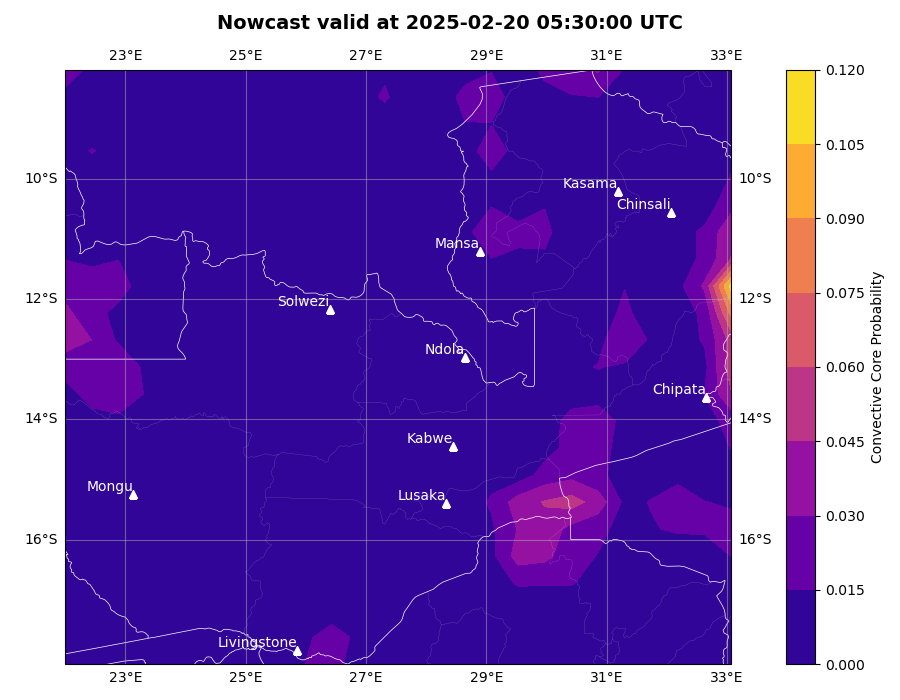 Nowcast valid at 2025-02-20 05:30:00 UTC
23°E 25°E 27°E 29°E 31°E 33°E
0.120
0.105
10°S 10°S
Kasama
Chinsali
0.090
Mansa
12°S 12°S
Solwezi
0.075
Ndola
0.060
Chipata
14°S 14°S
Kabwe
0.045
Mongu
Lusaka
0.030
16°S 16°S
0.015
Livingstone
0.000
23°E 25°E 27°E 29°E 31°E 33°E
Convective Core Probability